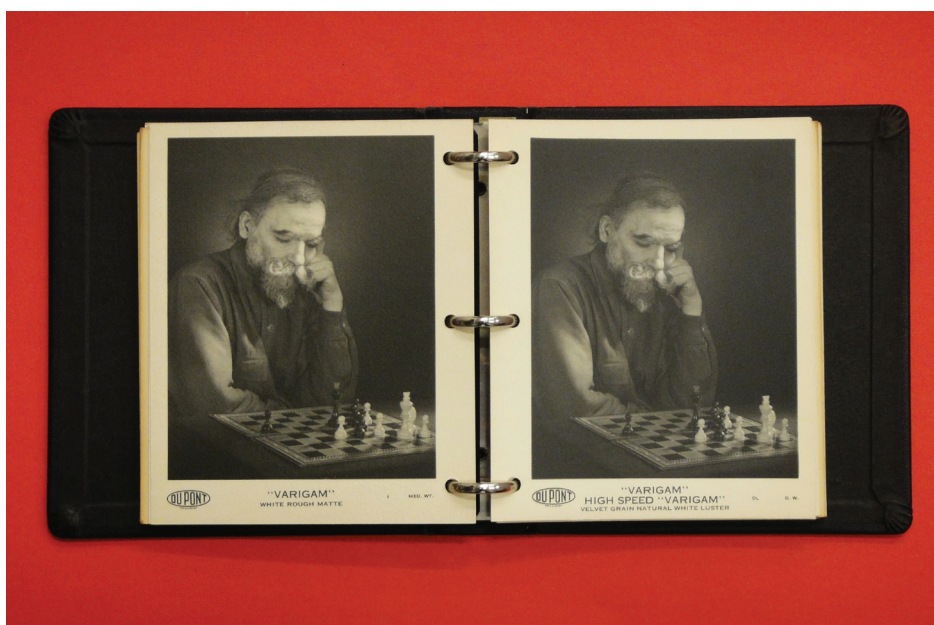 DU PONT
"VARIGAM"
WHITE ROUGH MATTE
I MED. WT.
DU PONT
"VARIGAM"
HIGH SPEED "VARIGAM"
VELVET GRAIN NATURAL WHITE LUSTER
DL D. W.